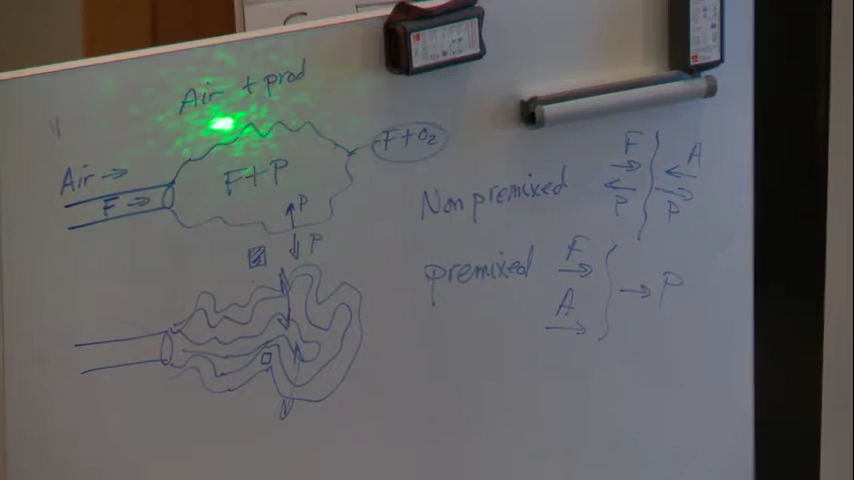 Air + prod
F + O2
Air →
F →
F+P
P
P
Non premixed
F → ← A
← P → P
premixed
F →
A →
→ P